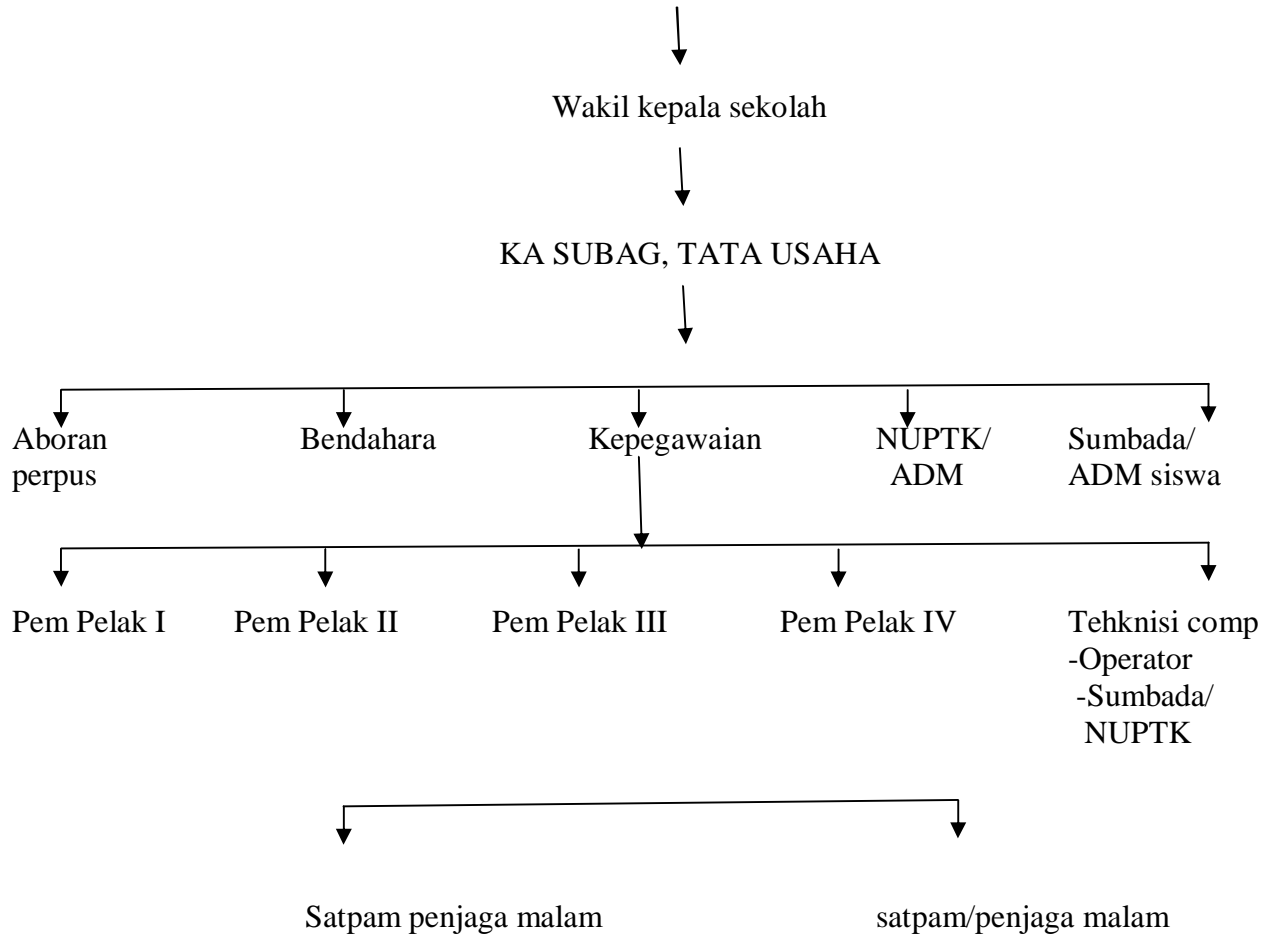 Wakil kepala sekolah
KA SUBAG, TATA USAHA
Aboran
perpus
Bendahara
Kepegawaian
NUPTK/
ADM
Sumbada/
ADM siswa
Pem Pelak I
Pem Pelak II
Pem Pelak III
Pem Pelak IV
Tehknisi comp
-Operator
-Sumbada/
NUPTK
Satpam penjaga malam
satpam/penjaga malam